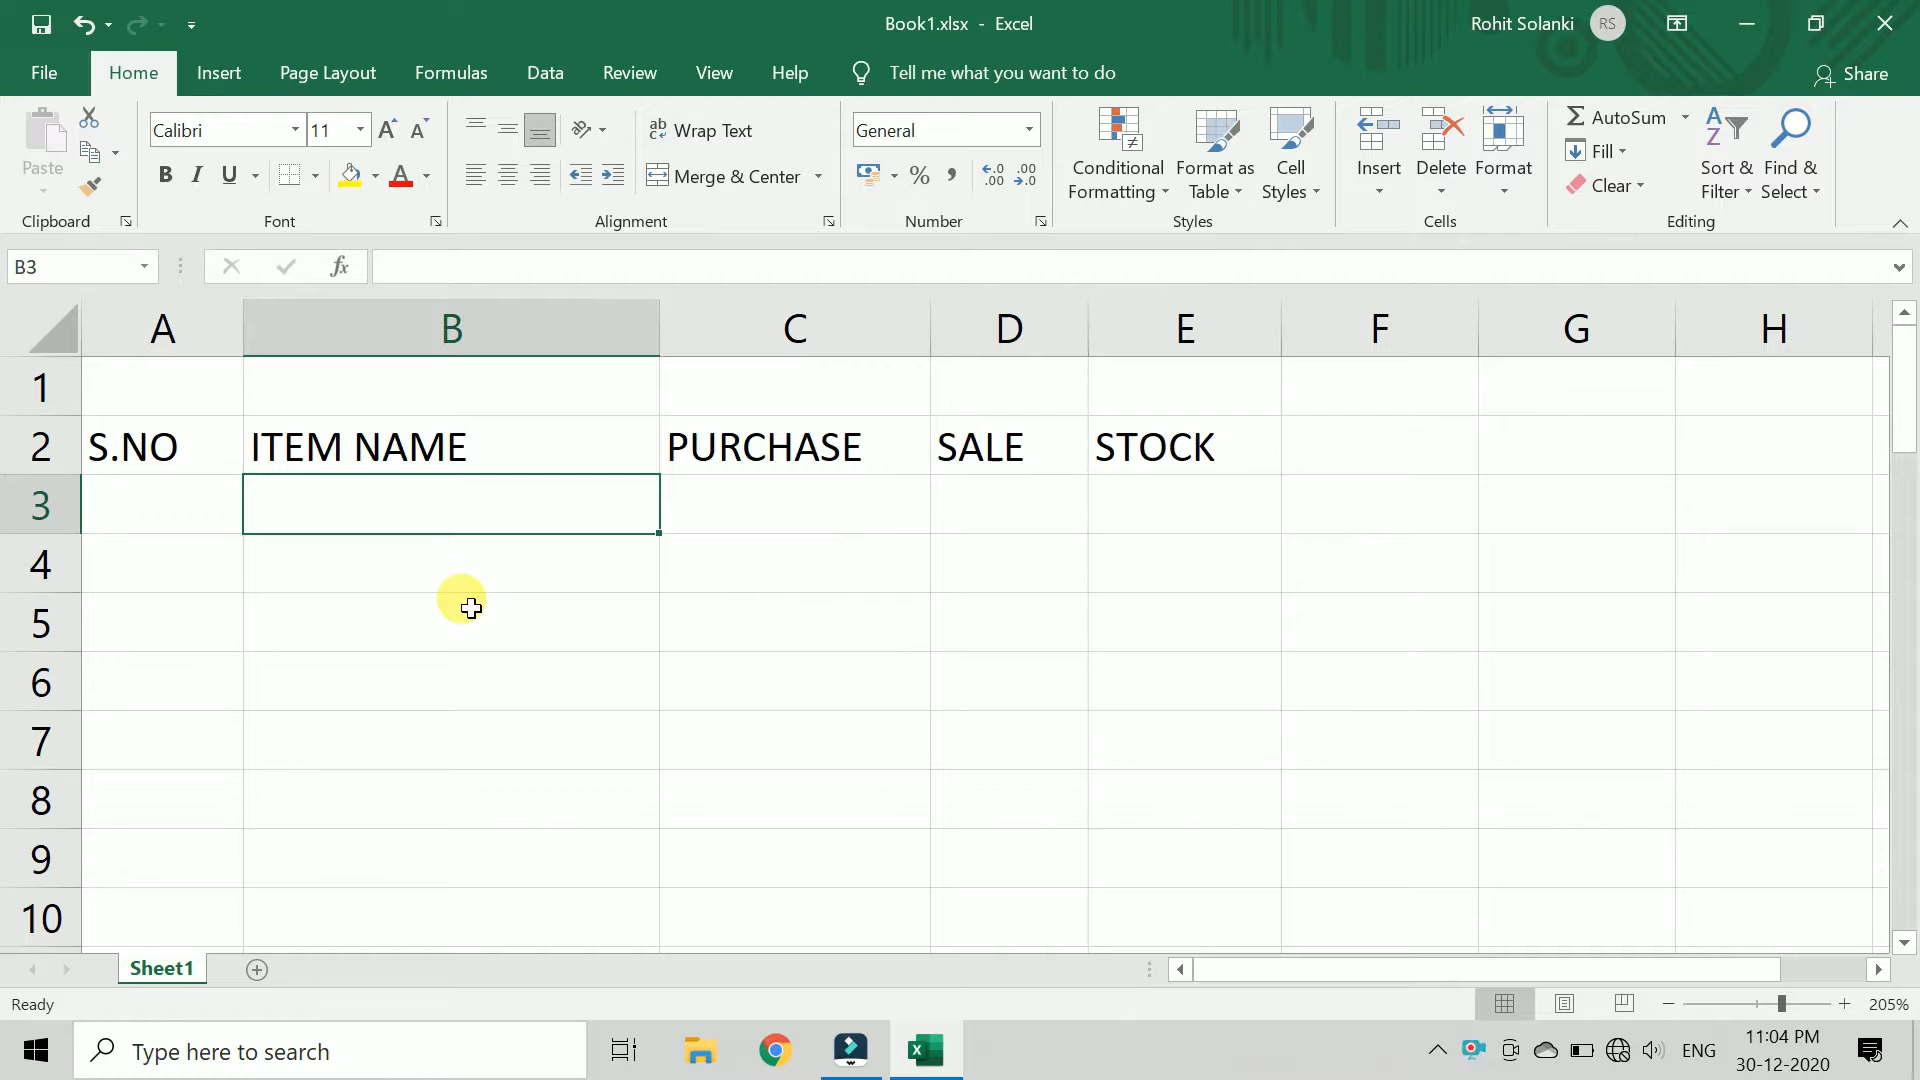 Book1.xlsx - Excel
Rohit Solanki RS
File Home Insert Page Layout Formulas Data Review View Help Tell me what you want to do Share
Paste
Clipboard
Calibri 11
B I U
Font
Wrap Text
Merge & Center
Alignment
General
Number
Conditional Formatting
Format as Table
Cell Styles
Styles
Insert
Delete
Format
Cells
AutoSum
Fill
Clear
Sort & Filter
Find & Select
Editing
B3
fx
A B C D E F G H
1
2 S.NO ITEM NAME PURCHASE SALE STOCK
3
4
5
6
7
8
9
10
Sheet1
Ready
205%
Type here to search
ENG
11:04 PM
30-12-2020